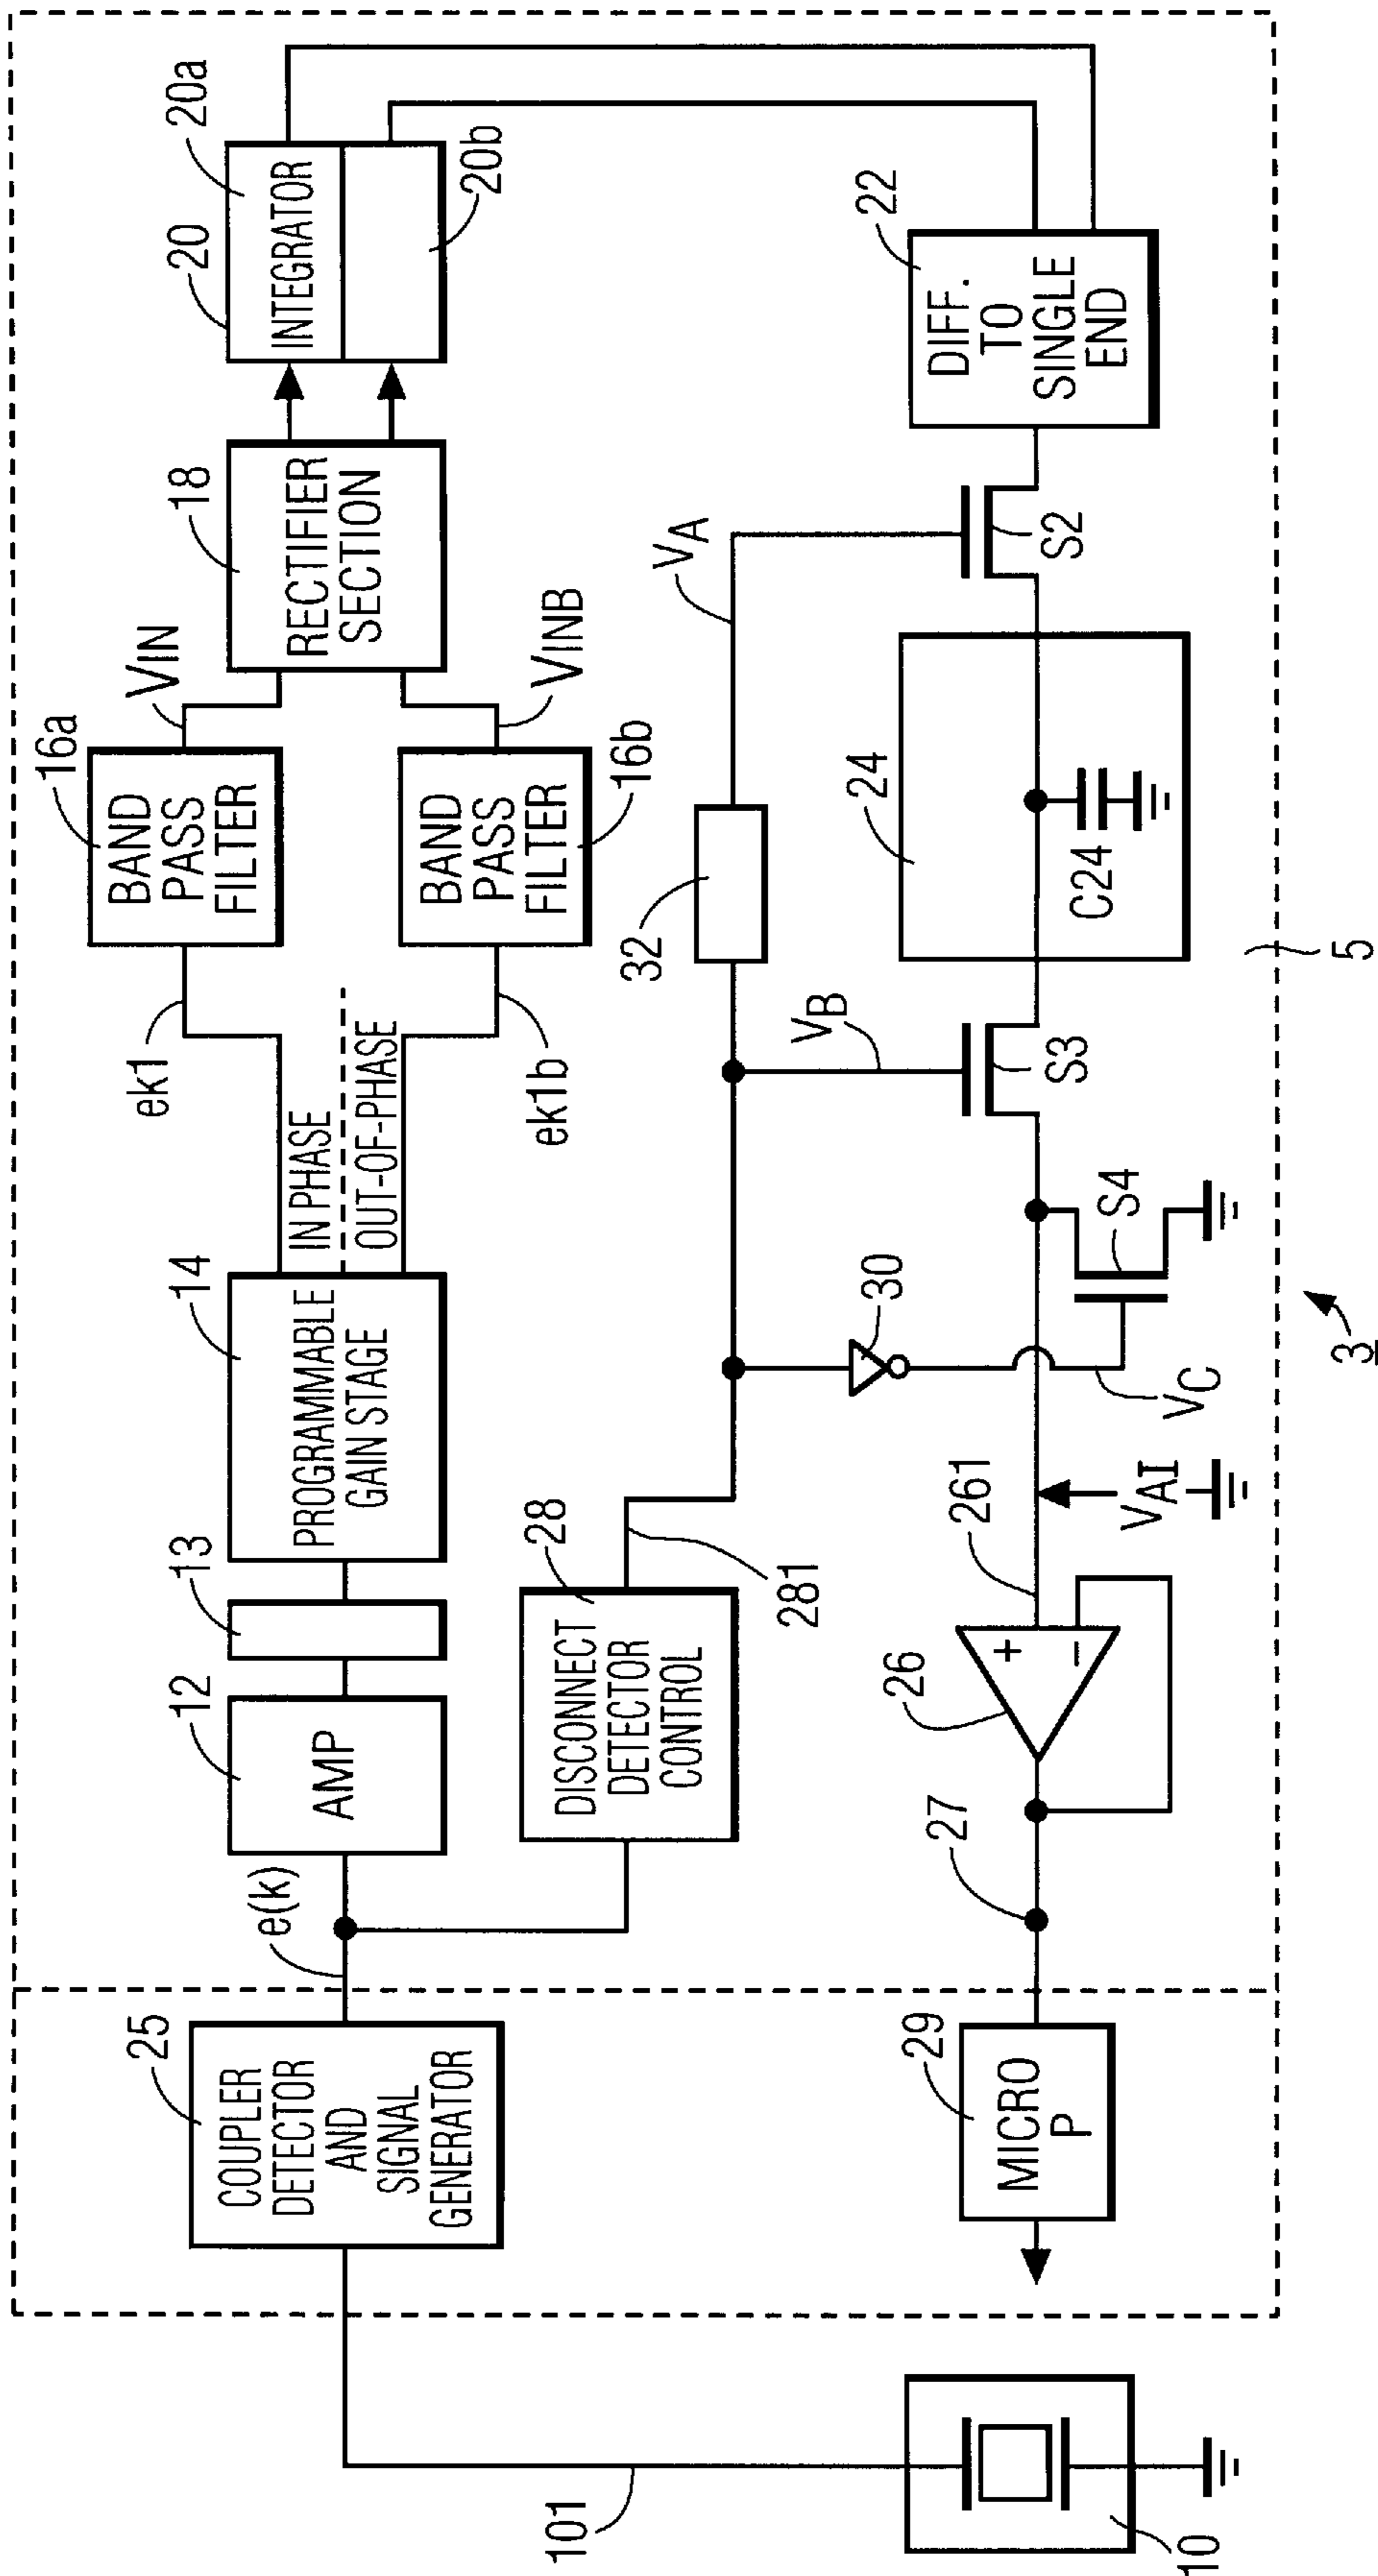 10
101
25
COUPLER
DETECTOR
AND
SIGNAL
GENERATOR
e(k)
12
AMP
13
14
PROGRAMMABLE
GAIN STAGE
IN PHASE
OUT-OF-PHASE
ek1
ek1b
16a
BAND
PASS
FILTER
BAND
PASS
FILTER
16b
VIN
VINB
18
RECTIFIER
SECTION
20
20a
INTEGRATOR
20b
28
DISCONNECT
DETECTOR
CONTROL
281
30
32
VA
VB
VC
22
DIFF.
TO
SINGLE
END
S2
24
C24
S3
S4
VAI
261
26
+
−
27
29
MICRO
P
5
3